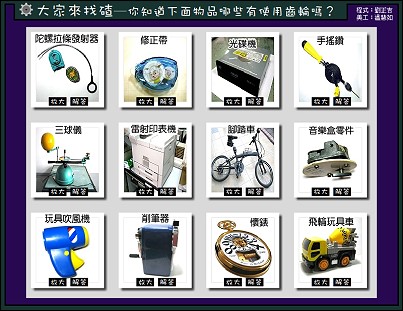 大家來找碴—你知道下面物品哪些有使用齒輪嗎？
程式：劉正吉
美工：盧慧如
陀螺拉條發射器 修正帶 光碟機 手搖鑽
放大 解答 放大 解答 放大 解答 放大 解答
三球儀 雷射印表機 腳踏車 音樂盒零件
放大 解答 放大 解答 放大 解答 放大 解答
玩具吹風機 削筆器 懷錶 飛輪玩具車
放大 解答 放大 解答 放大 解答 放大 解答